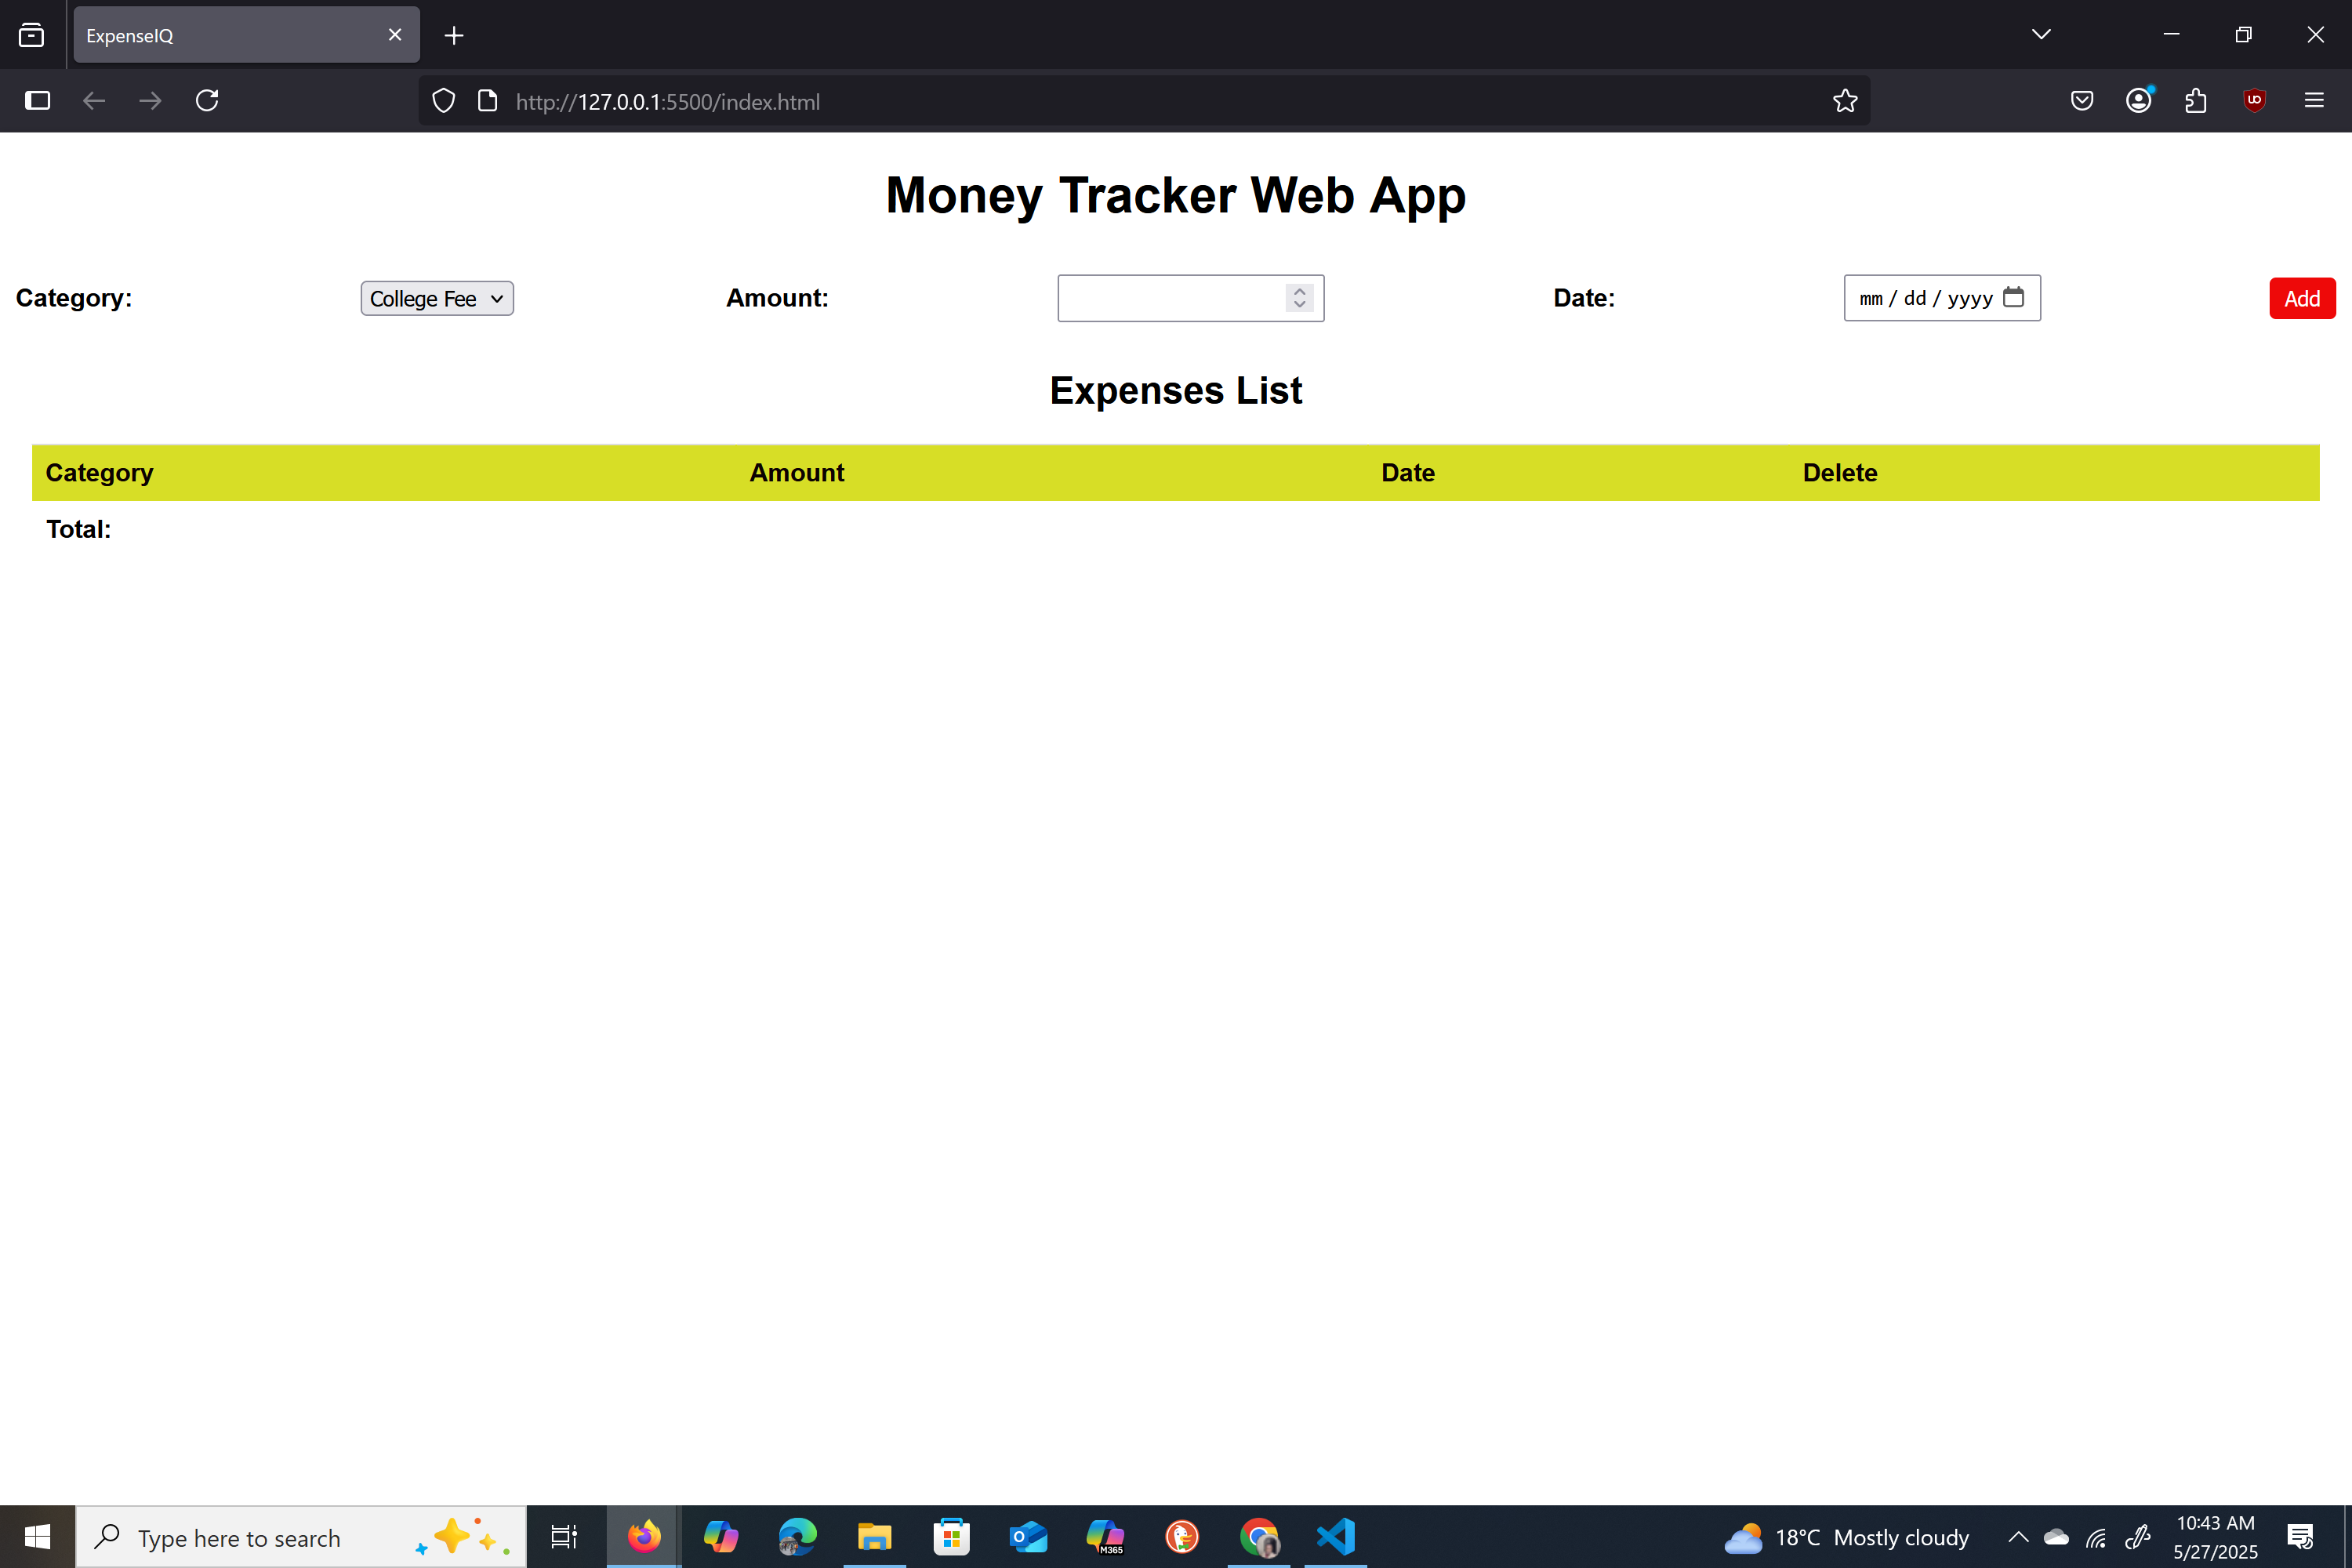 ExpenseIQ
http://127.0.0.1:5500/index.html
Money Tracker Web App
Category: College Fee Amount: Date: mm / dd / yyyy Add
Expenses List
Category Amount Date Delete
Total:
Type here to search
M365
18°C Mostly cloudy
10:43 AM
5/27/2025